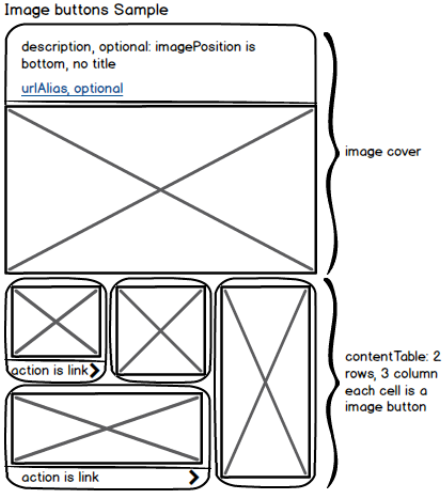 Image buttons Sample
description, optional: imagePosition is
bottom, no title
urlAlias, optional
image cover
action is link
action is link
contentTable: 2
rows, 3 column
each cell is a
image button